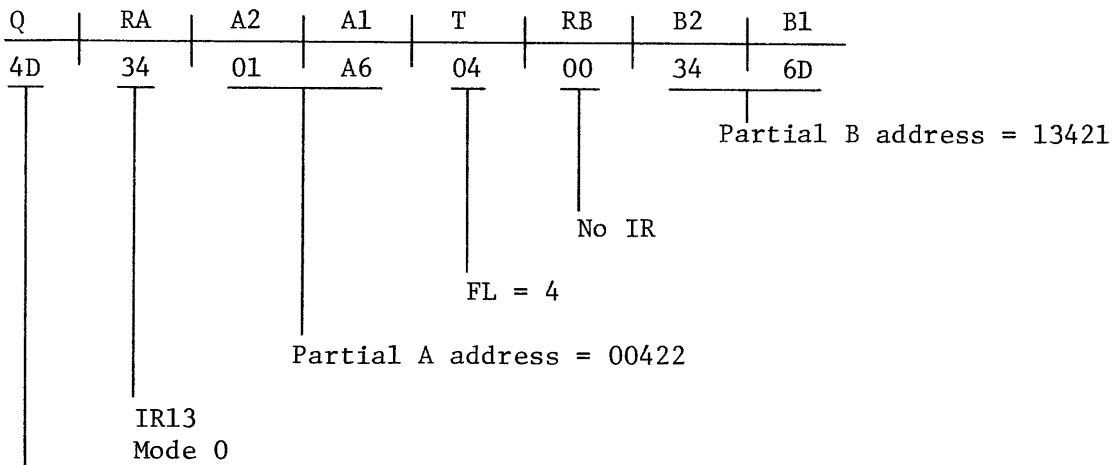 Q RA A2 A1 T RB B2 B1
4D 34 01 A6 04 00 34 6D
Partial B address = 13421
No IR
FL = 4
Partial A address = 00422
IR13
Mode 0